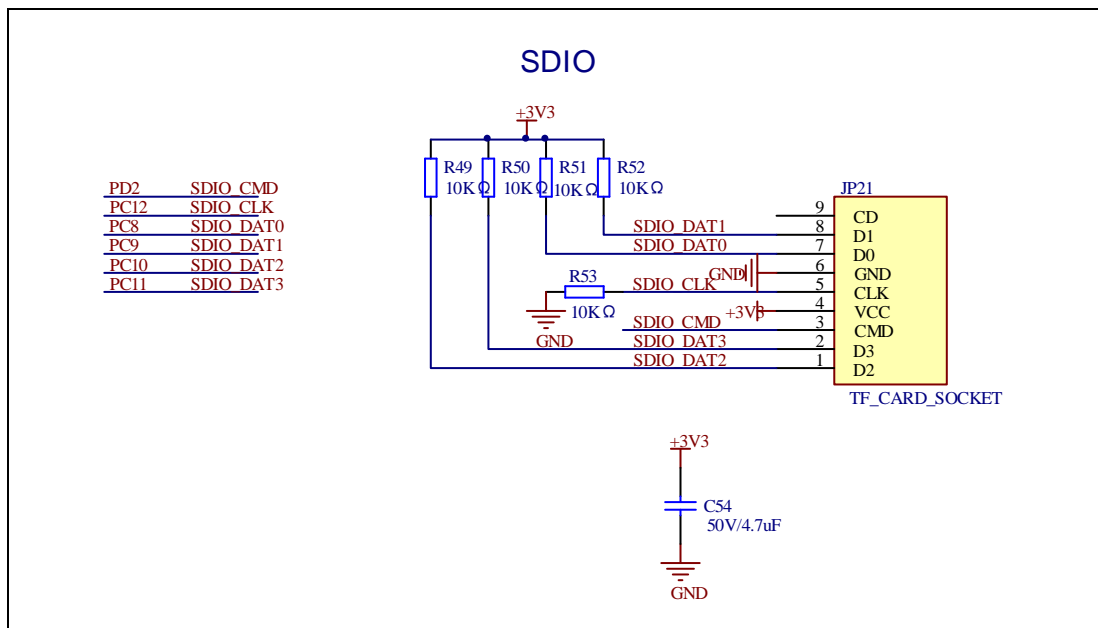 SDIO
+3V3
R49 R50 R51 R52
10KΩ 10KΩ 10KΩ 10KΩ
PD2 SDIO_CMD
PC12 SDIO_CLK
PC8 SDIO_DAT0
PC9 SDIO_DAT1
PC10 SDIO_DAT2
PC11 SDIO_DAT3
JP21
9 CD
SDIO_DAT1 8 D1
SDIO_DAT0 7 D0
GND 6 GND
R53 SDIO_CLK 5 CLK
10KΩ +3V3 4 VCC
GND SDIO_CMD 3 CMD
SDIO_DAT3 2 D3
SDIO_DAT2 1 D2
TF_CARD_SOCKET
+3V3
C54
50V/4.7uF
GND